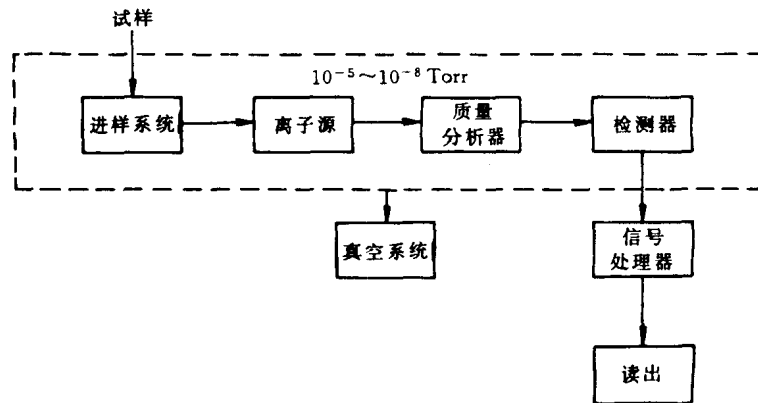 试样
10⁻⁵~10⁻⁸ Torr
进样系统
离子源
质量
分析器
检测器
真空系统
信号
处理器
读出